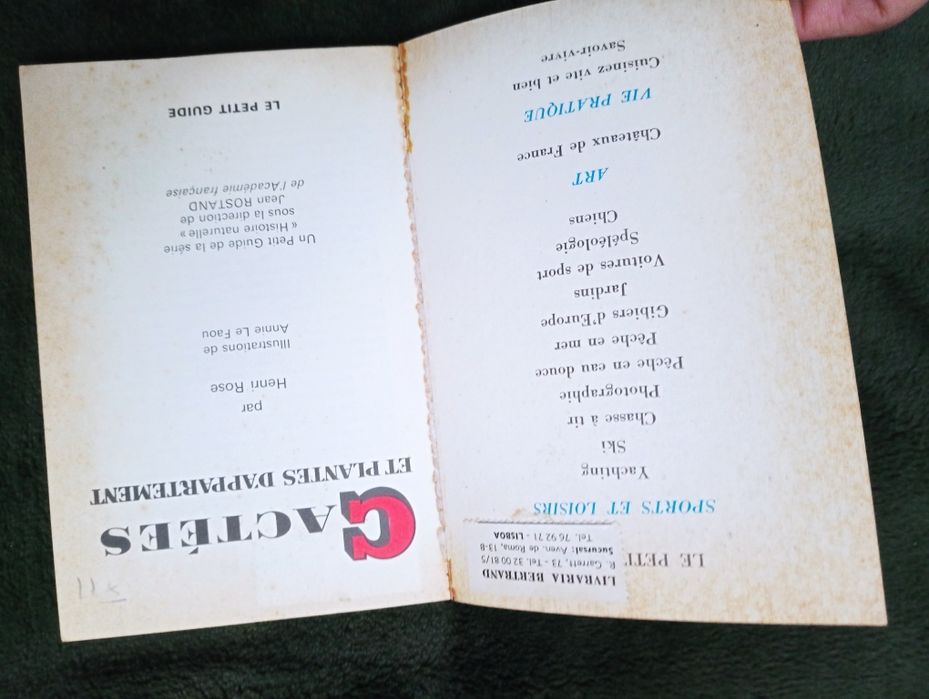 LIVRARIA BERTRAND
R. Garrett, 73 - Tel. 32 00 81/5
Sucursal: Aven. de Roma, 13-B
Tel. 76 92 71 - LISBOA
LE PETIT
SPORTS ET LOISIRS
Yachting
Ski
Chasse à tir
Photographie
Pêche en eau douce
Pêche en mer
Gibiers d'Europe
Jardins
Voitures de sport
Spéléologie
Chiens
ART
Châteaux de France
VIE PRATIQUE
Cuisinez vite et bien
Savoir-vivre
CACTÉES
ET PLANTES D'APPARTEMENT
par
Henri Rose
Illustrations de
Annie Le Faou
Un Petit Guide de la série
« Histoire naturelle »
sous la direction de
Jean ROSTAND
de l'Académie française
LE PETIT GUIDE